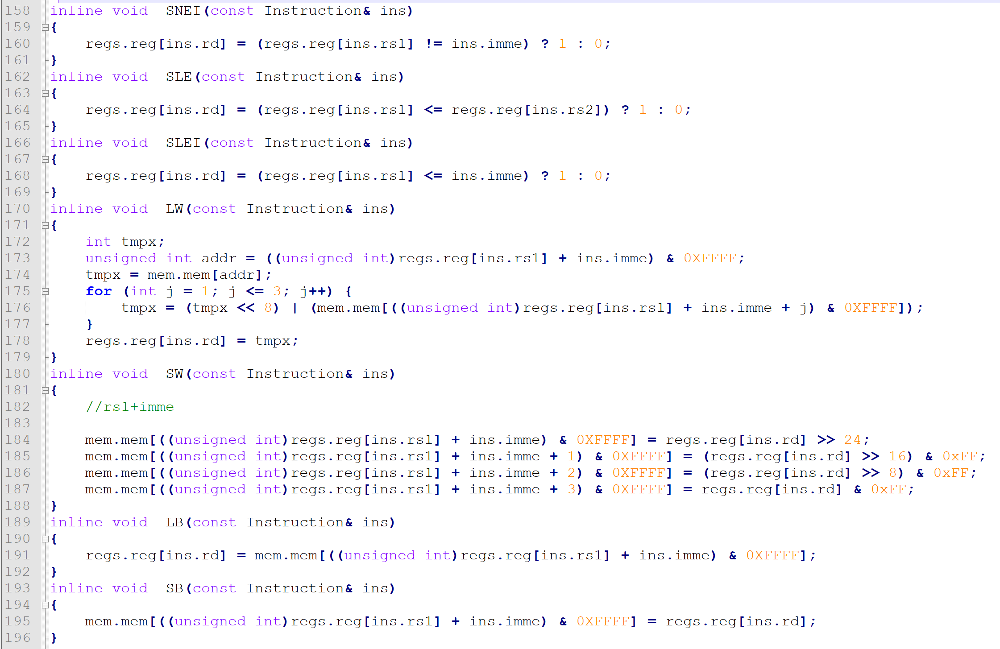 158 inline void  SNEI(const Instruction& ins)
159 {
160     regs.reg[ins.rd] = (regs.reg[ins.rs1] != ins.imme) ? 1 : 0;
161 }
162 inline void  SLE(const Instruction& ins)
163 {
164     regs.reg[ins.rd] = (regs.reg[ins.rs1] <= regs.reg[ins.rs2]) ? 1 : 0;
165 }
166 inline void  SLEI(const Instruction& ins)
167 {
168     regs.reg[ins.rd] = (regs.reg[ins.rs1] <= ins.imme) ? 1 : 0;
169 }
170 inline void  LW(const Instruction& ins)
171 {
172     int tmpx;
173     unsigned int addr = ((unsigned int)regs.reg[ins.rs1] + ins.imme) & 0XFFFF;
174     tmpx = mem.mem[addr];
175     for (int j = 1; j <= 3; j++) {
176         tmpx = (tmpx << 8) | (mem.mem[((unsigned int)regs.reg[ins.rs1] + ins.imme + j) & 0XFFFF]);
177     }
178     regs.reg[ins.rd] = tmpx;
179 }
180 inline void  SW(const Instruction& ins)
181 {
182     //rs1+imme
183
184     mem.mem[((unsigned int)regs.reg[ins.rs1] + ins.imme) & 0XFFFF] = regs.reg[ins.rd] >> 24;
185     mem.mem[((unsigned int)regs.reg[ins.rs1] + ins.imme + 1) & 0XFFFF] = (regs.reg[ins.rd] >> 16) & 0xFF;
186     mem.mem[((unsigned int)regs.reg[ins.rs1] + ins.imme + 2) & 0XFFFF] = (regs.reg[ins.rd] >> 8) & 0xFF;
187     mem.mem[((unsigned int)regs.reg[ins.rs1] + ins.imme + 3) & 0XFFFF] = regs.reg[ins.rd] & 0xFF;
188 }
189 inline void  LB(const Instruction& ins)
190 {
191     regs.reg[ins.rd] = mem.mem[((unsigned int)regs.reg[ins.rs1] + ins.imme) & 0XFFFF];
192 }
193 inline void  SB(const Instruction& ins)
194 {
195     mem.mem[((unsigned int)regs.reg[ins.rs1] + ins.imme) & 0XFFFF] = regs.reg[ins.rd];
196 }